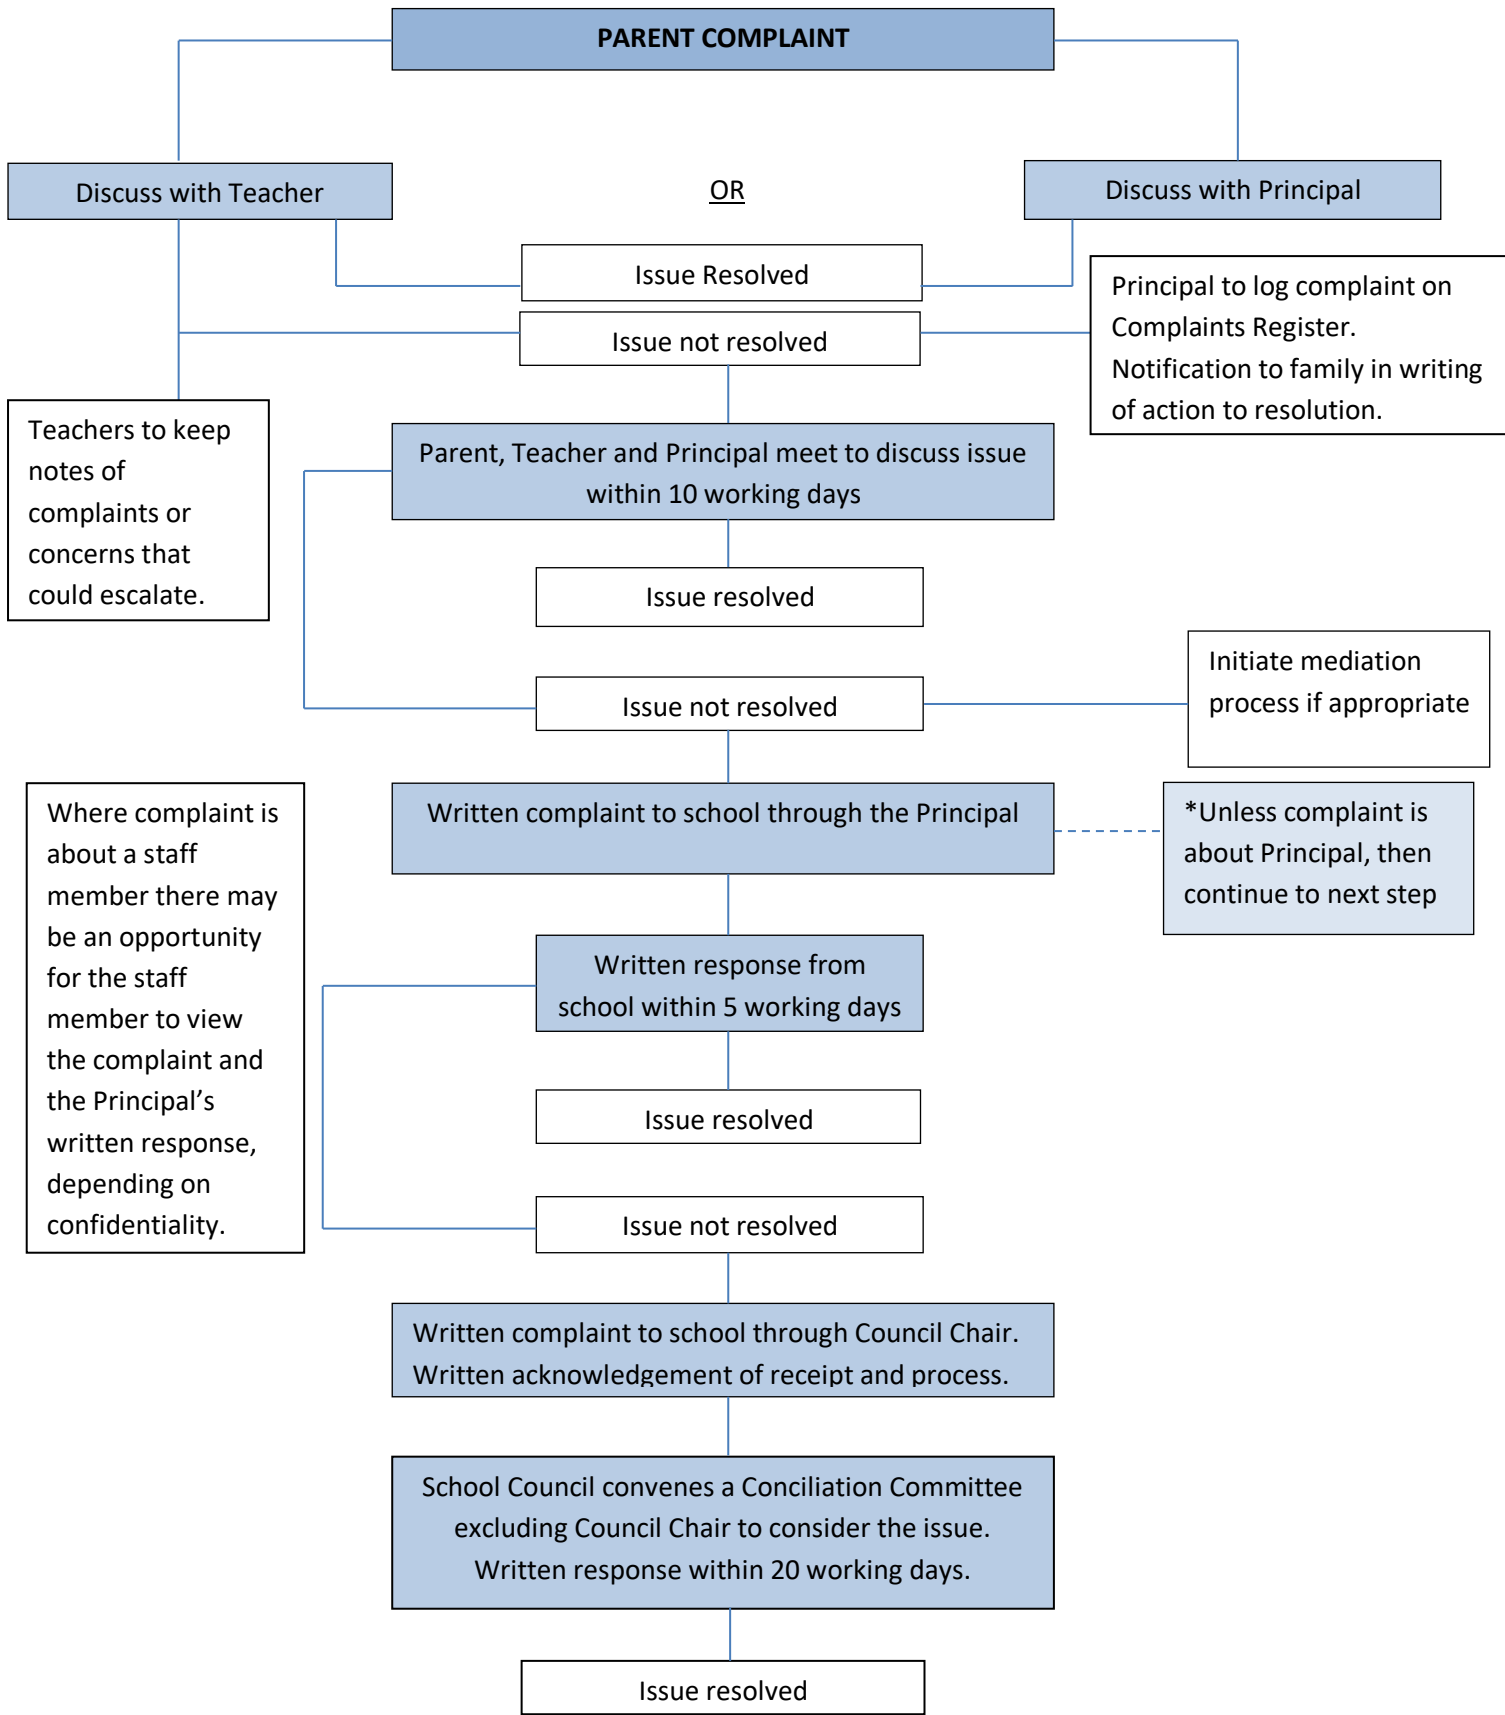 PARENT COMPLAINT
Discuss with Teacher
OR
Discuss with Principal
Issue Resolved
Principal to log complaint on
Complaints Register.
Notification to family in writing
of action to resolution.
Issue not resolved
Teachers to keep
notes of
complaints or
concerns that
could escalate.
Parent, Teacher and Principal meet to discuss issue
within 10 working days
Issue resolved
Initiate mediation
process if appropriate
Issue not resolved
Where complaint is
about a staff
member there may
be an opportunity
for the staff
member to view
the complaint and
the Principal’s
written response,
depending on
confidentiality.
Written complaint to school through the Principal
*Unless complaint is
about Principal, then
continue to next step
Written response from
school within 5 working days
Issue resolved
Issue not resolved
Written complaint to school through Council Chair.
Written acknowledgement of receipt and process.
School Council convenes a Conciliation Committee
excluding Council Chair to consider the issue.
Written response within 20 working days.
Issue resolved